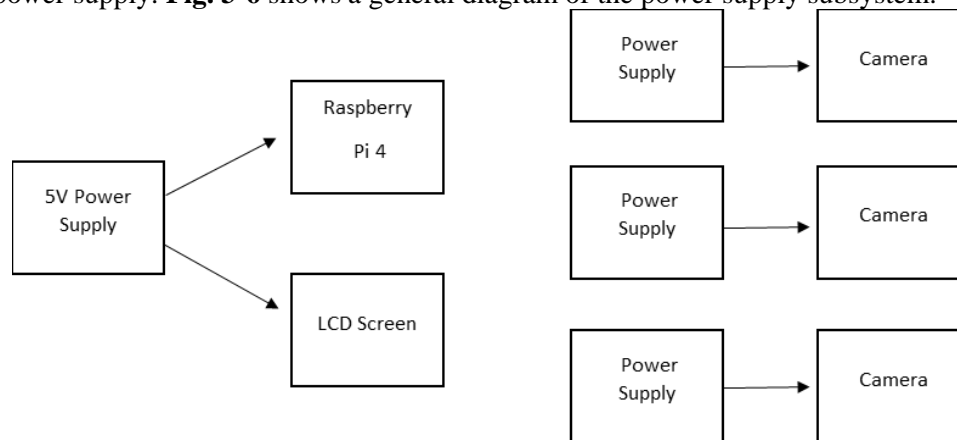 power supply. Fig. 3-6 shows a general diagram of the power supply subsystem.
Power
Supply
Camera
Raspberry
Pi 4
5V Power
Supply
Power
Supply
Camera
LCD Screen
Power
Supply
Camera